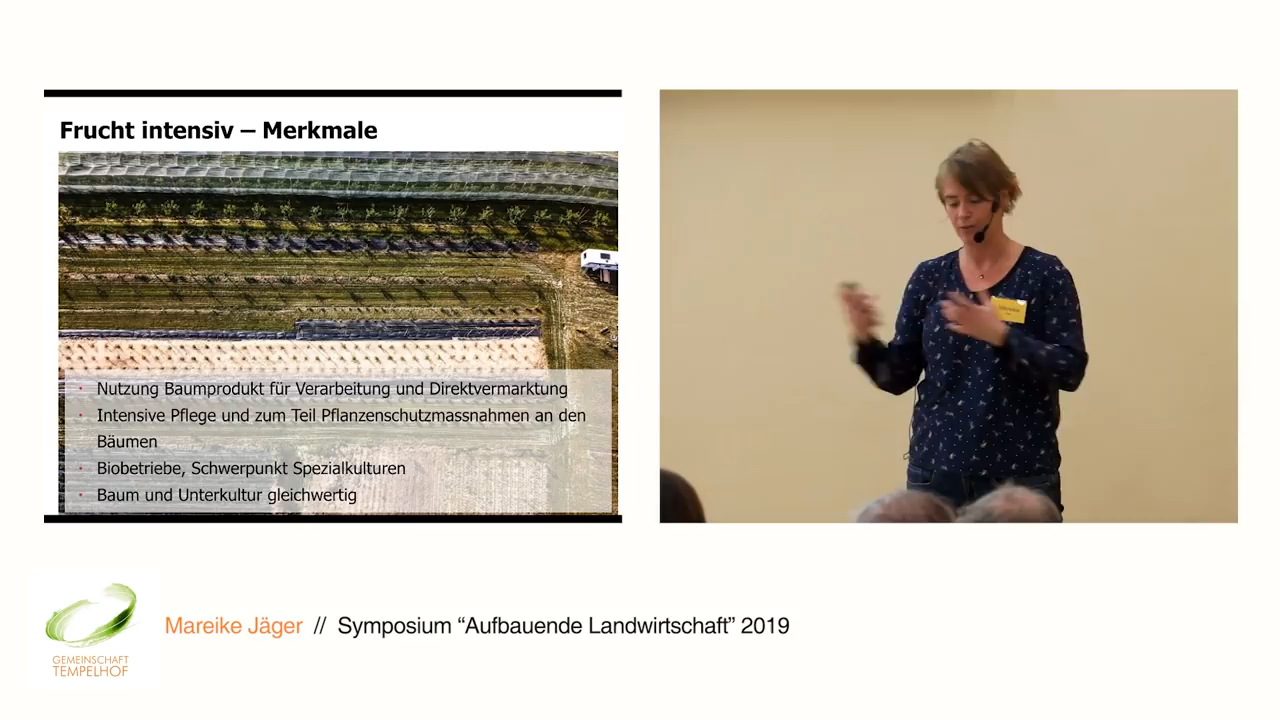 Frucht intensiv – Merkmale
• Nutzung Baumprodukt für Verarbeitung und Direktvermarktung
• Intensive Pflege und zum Teil Pflanzenschutzmassnahmen an den
Bäumen
• Biobetriebe, Schwerpunkt Spezialkulturen
• Baum und Unterkultur gleichwertig
GEMEINSCHAFT
TEMPELHOF
Mareike Jäger // Symposium “Aufbauende Landwirtschaft” 2019